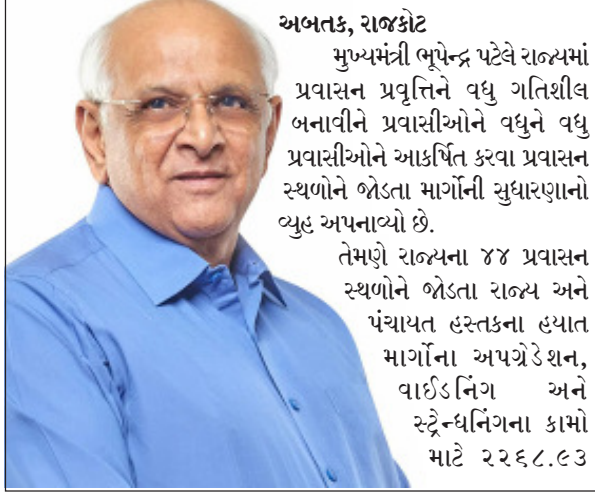 અબતક, રાજકોટ
મુખ્યમંત્રી ભૂપેન્દ્ર પટેલે રાજ્યમાં
પ્રવાસન પ્રવૃત્તિને વધુ ગતિશીલ
બનાવીને પ્રવાસીઓને વધુને વધુ
પ્રવાસીઓને આકર્ષિત કરવા પ્રવાસન
સ્થળોને જોડતા માર્ગોની સુધારણાનો
વ્યુહ અપનાવ્યો છે.
તેમણે રાજ્યના ૪૪ પ્રવાસન
સ્થળોને જોડતા રાજ્ય અને
પંચાયત હસ્તકના હયાત
માર્ગોના અપગ્રેડેશન,
વાઈડનિંગ અને
સ્ટ્રેન્ધનિંગના કામો
માટે ૨૨૬૮.૯૩